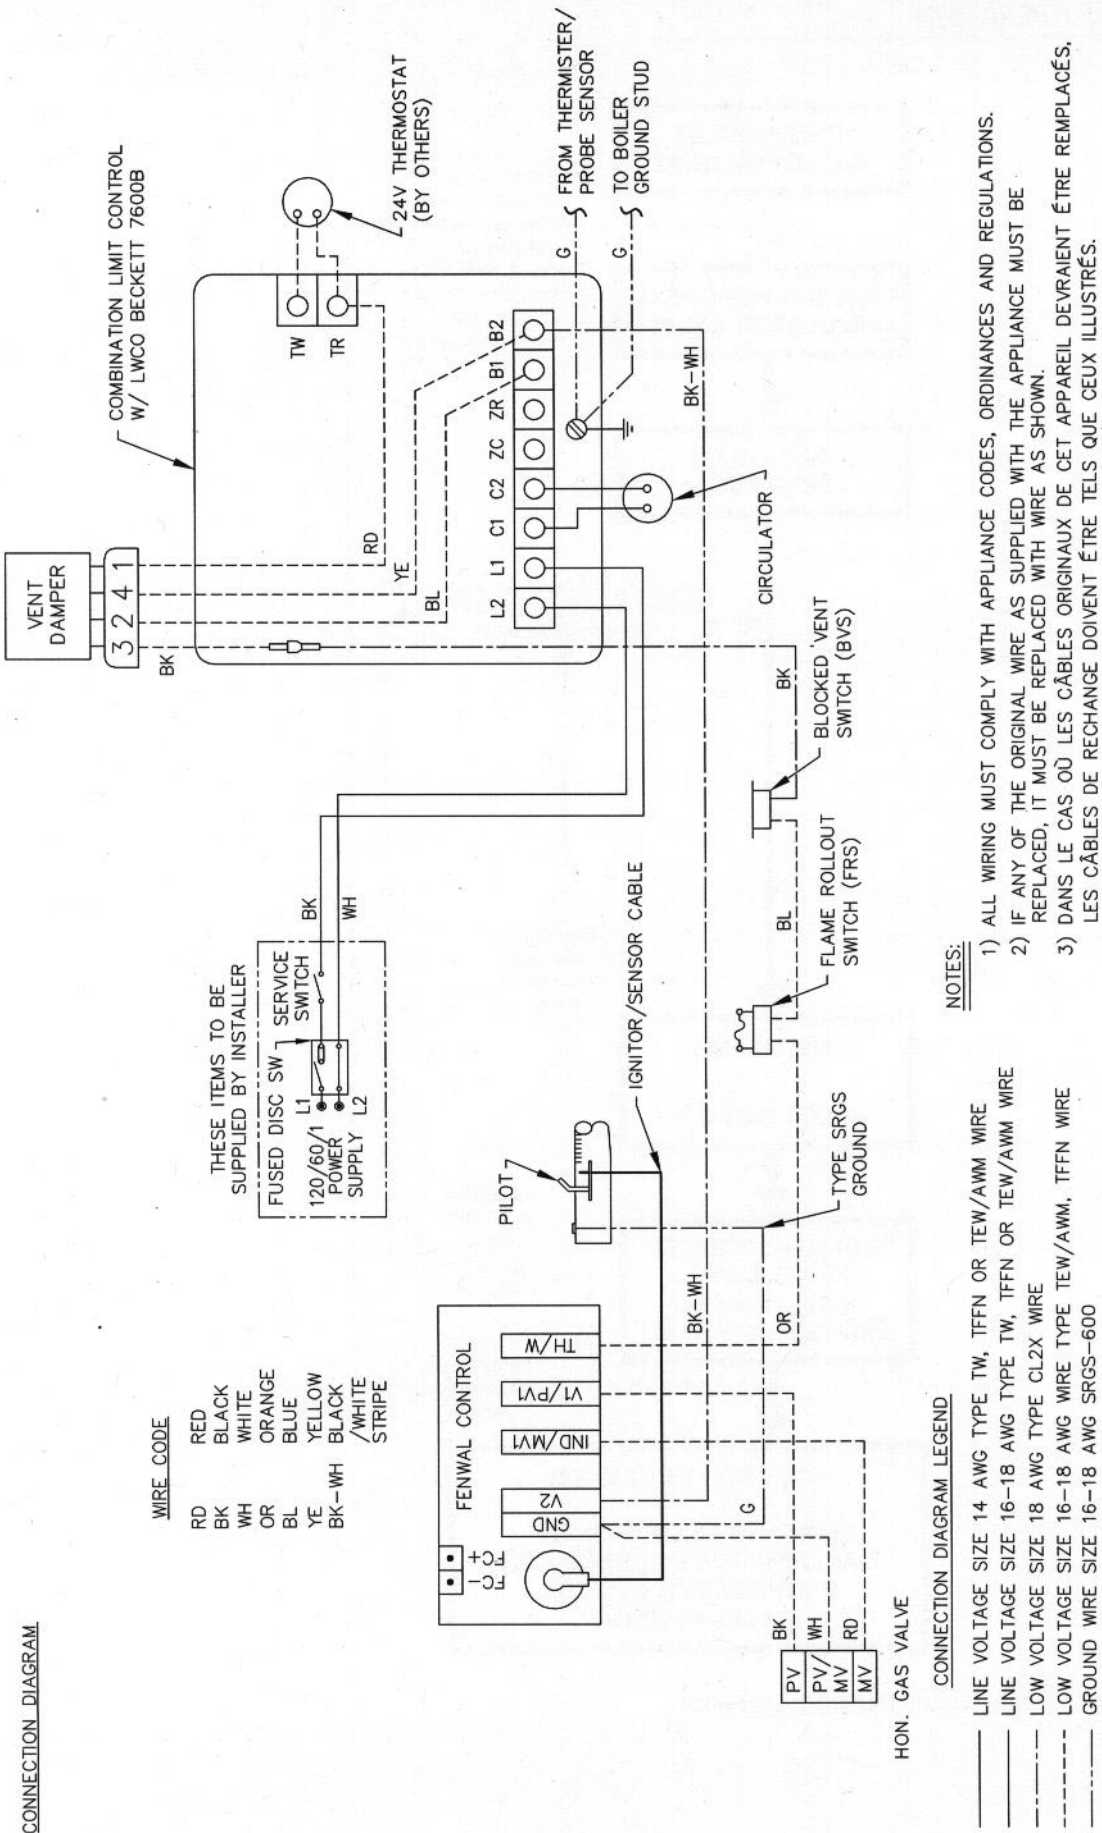 CONNECTION DIAGRAM
WIRE CODE
RD RED
BK BLACK
WH WHITE
OR ORANGE
BL BLUE
YE YELLOW
BK-WH BLACK
/WHITE
STRIPE
THESE ITEMS TO BE
SUPPLIED BY INSTALLER
FUSED DISC SW
SERVICE
SWITCH
L1
120/60/1
POWER
SUPPLY
L2
BK
WH
VENT
DAMPER
3 2 4 1
BK
COMBINATION LIMIT CONTROL
W/ LWCO BECKETT 7600B
RD
YE
BL
TW
TR
24V THERMOSTAT
(BY OTHERS)
L2 L1 C1 C2 ZC ZR B1 B2
G
FROM THERMISTER/
PROBE SENSOR
G
TO BOILER
GROUND STUD
BK-WH
CIRCULATOR
BK
BLOCKED VENT
SWITCH (BVS)
BL
FLAME ROLLOUT
SWITCH (FRS)
IGNITOR/SENSOR CABLE
PILOT
TYPE SRGS
GROUND
FENWAL CONTROL
FC-
FC+
GND
V2
IND/MV1
V1/PV1
TH/W
BK-WH
OR
G
BK
WH
RD
PV
PV/
MV
MV
HON. GAS VALVE
CONNECTION DIAGRAM LEGEND
LINE VOLTAGE SIZE 14 AWG TYPE TW, TFFN OR TEW/AWM WIRE
LINE VOLTAGE SIZE 16-18 AWG TYPE TW, TFFN OR TEW/AWM WIRE
LOW VOLTAGE SIZE 18 AWG TYPE CL2X WIRE
LOW VOLTAGE SIZE 16-18 AWG WIRE TYPE TEW/AWM, TFFN WIRE
GROUND WIRE SIZE 16-18 AWG SRGS-600
NOTES:
1) ALL WIRING MUST COMPLY WITH APPLIANCE CODES, ORDINANCES AND REGULATIONS.
2) IF ANY OF THE ORIGINAL WIRE AS SUPPLIED WITH THE APPLIANCE MUST BE
REPLACED, IT MUST BE REPLACED WITH WIRE AS SHOWN.
3) DANS LE CAS OÙ LES CÂBLES ORIGINAUX DE CET APPAREIL DEVRAIENT ÊTRE REMPLACÉS,
LES CÂBLES DE RECHANGE DOIVENT ÊTRE TELS QUE CEUX ILLUSTRÉS.